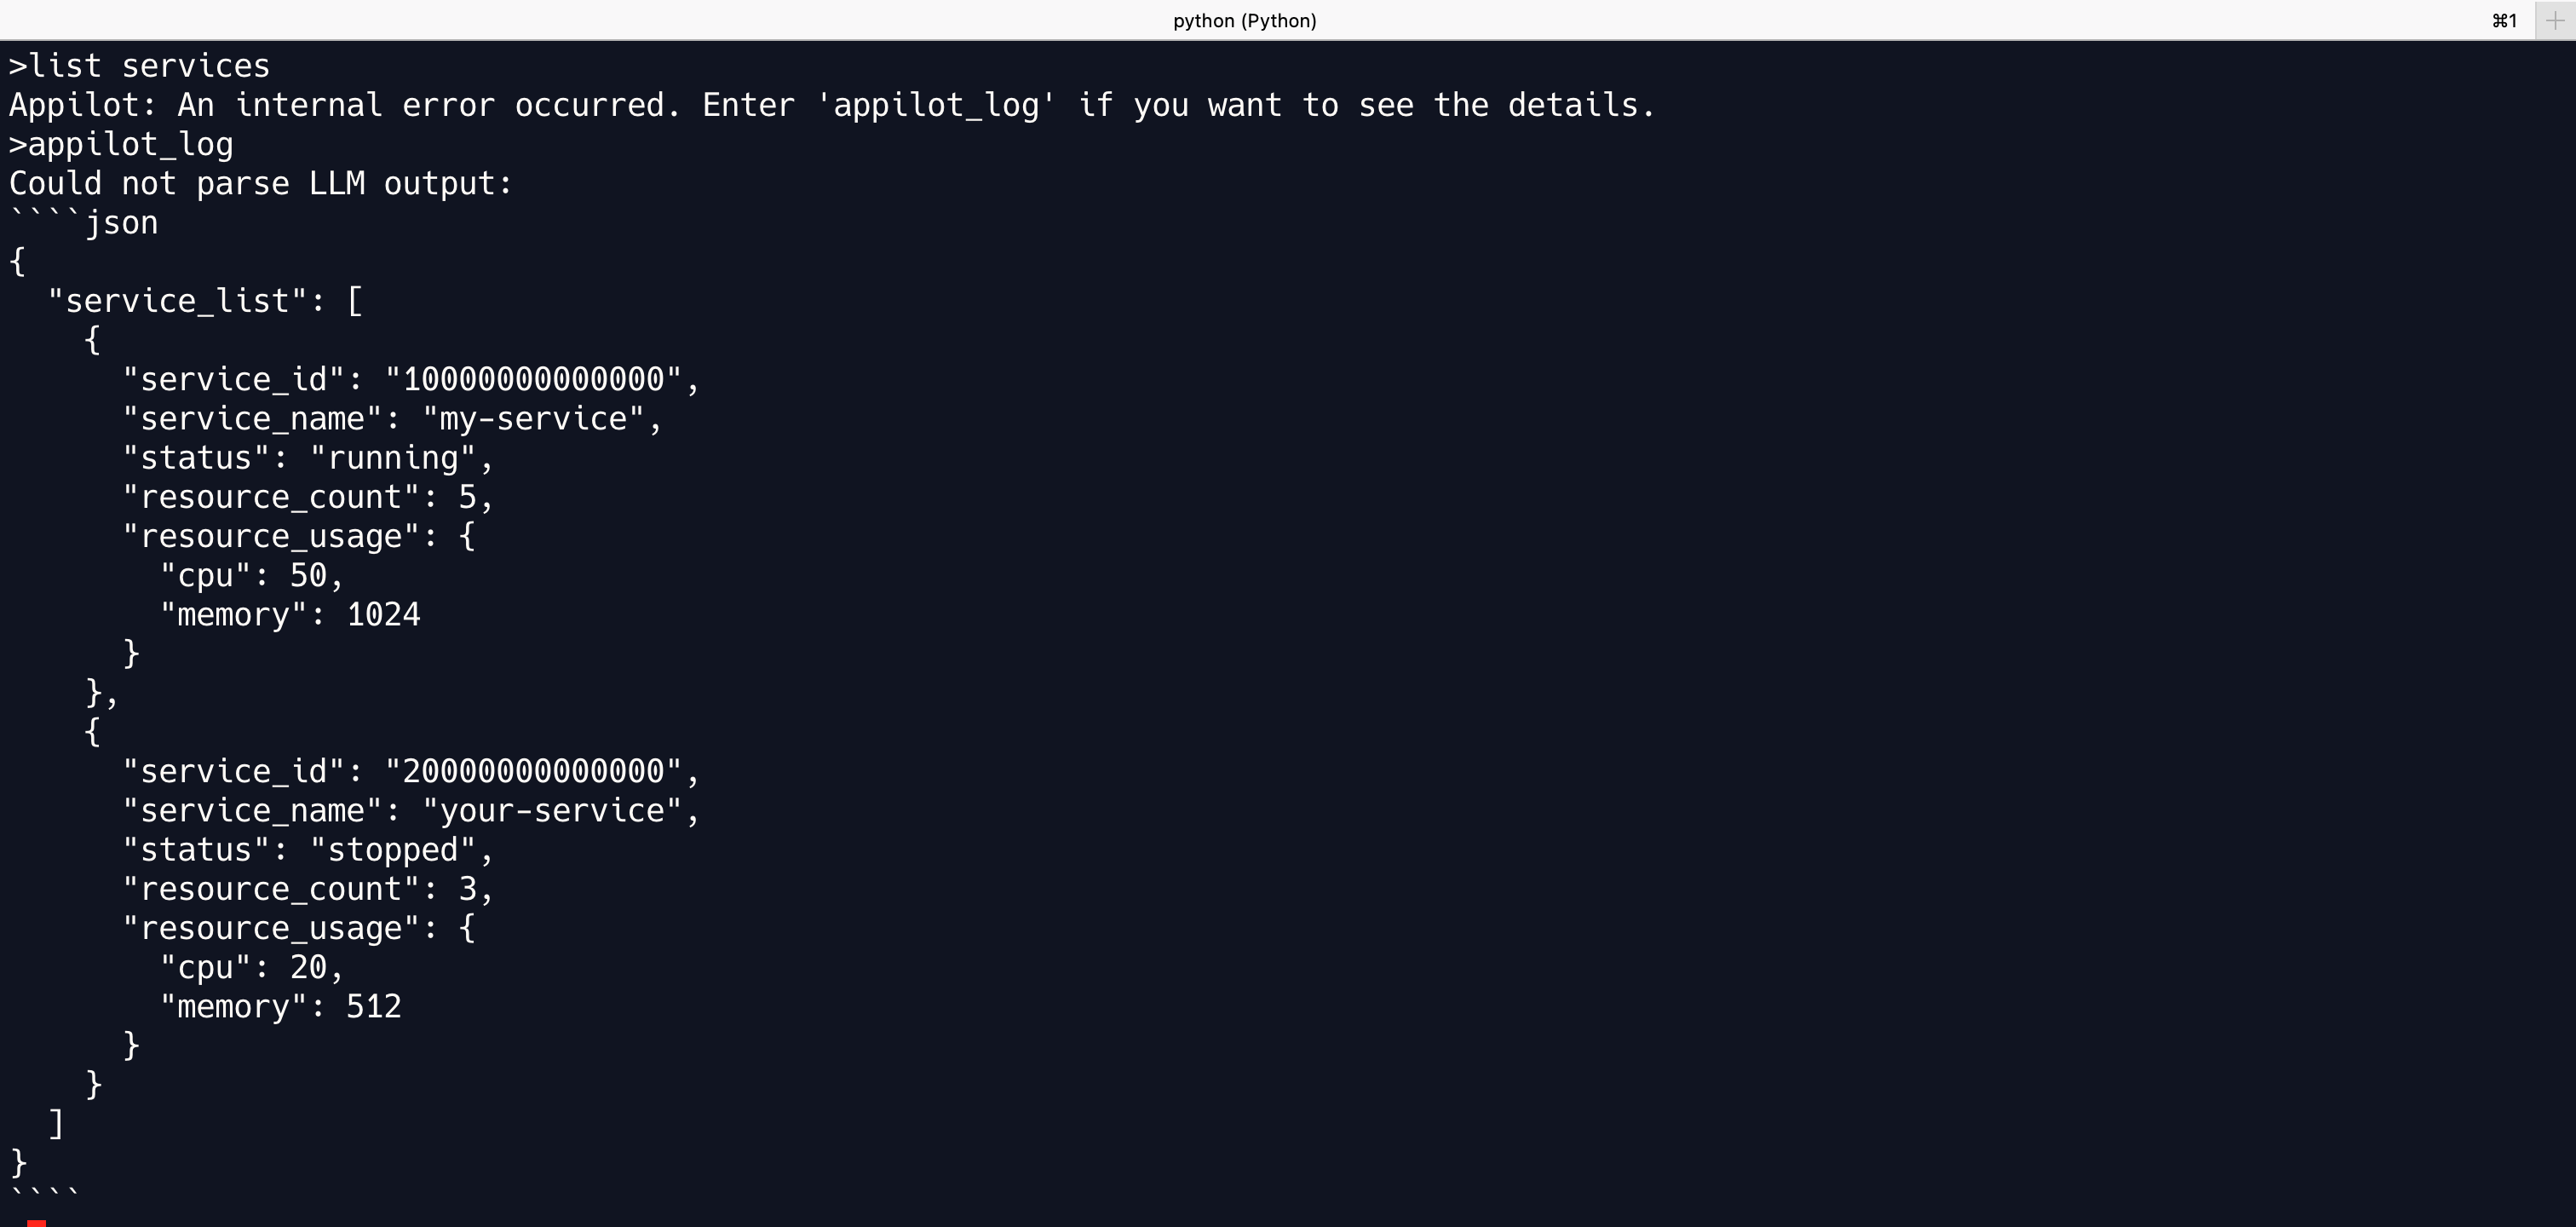 python (Python)
⌘1
>list services
Appilot: An internal error occurred. Enter 'appilot_log' if you want to see the details.
>appilot_log
Could not parse LLM output:
````json
{
  "service_list": [
    {
      "service_id": "10000000000000",
      "service_name": "my-service",
      "status": "running",
      "resource_count": 5,
      "resource_usage": {
        "cpu": 50,
        "memory": 1024
      }
    },
    {
      "service_id": "20000000000000",
      "service_name": "your-service",
      "status": "stopped",
      "resource_count": 3,
      "resource_usage": {
        "cpu": 20,
        "memory": 512
      }
    }
  ]
}
````